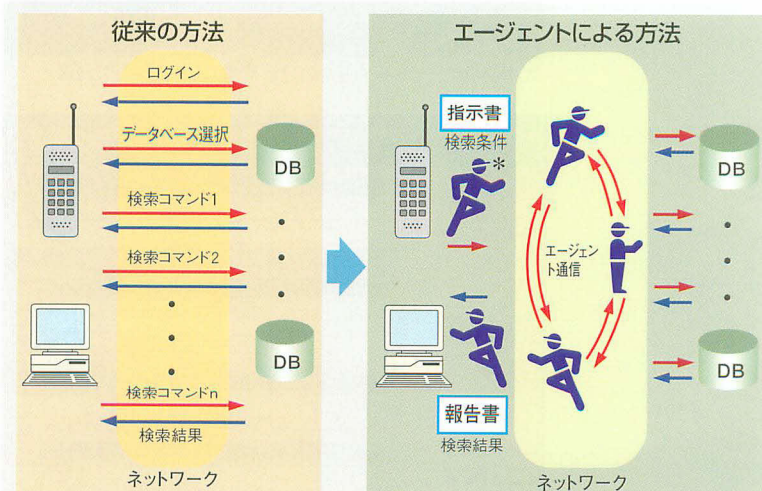 従来の方法
ログイン
データベース選択
DB
検索コマンド1
検索コマンド2
DB
検索コマンドn
検索結果
ネットワーク
エージェントによる方法
指示書
検索条件
*
DB
エージェン
ト通信
DB
報告書
検索結果
ネットワーク